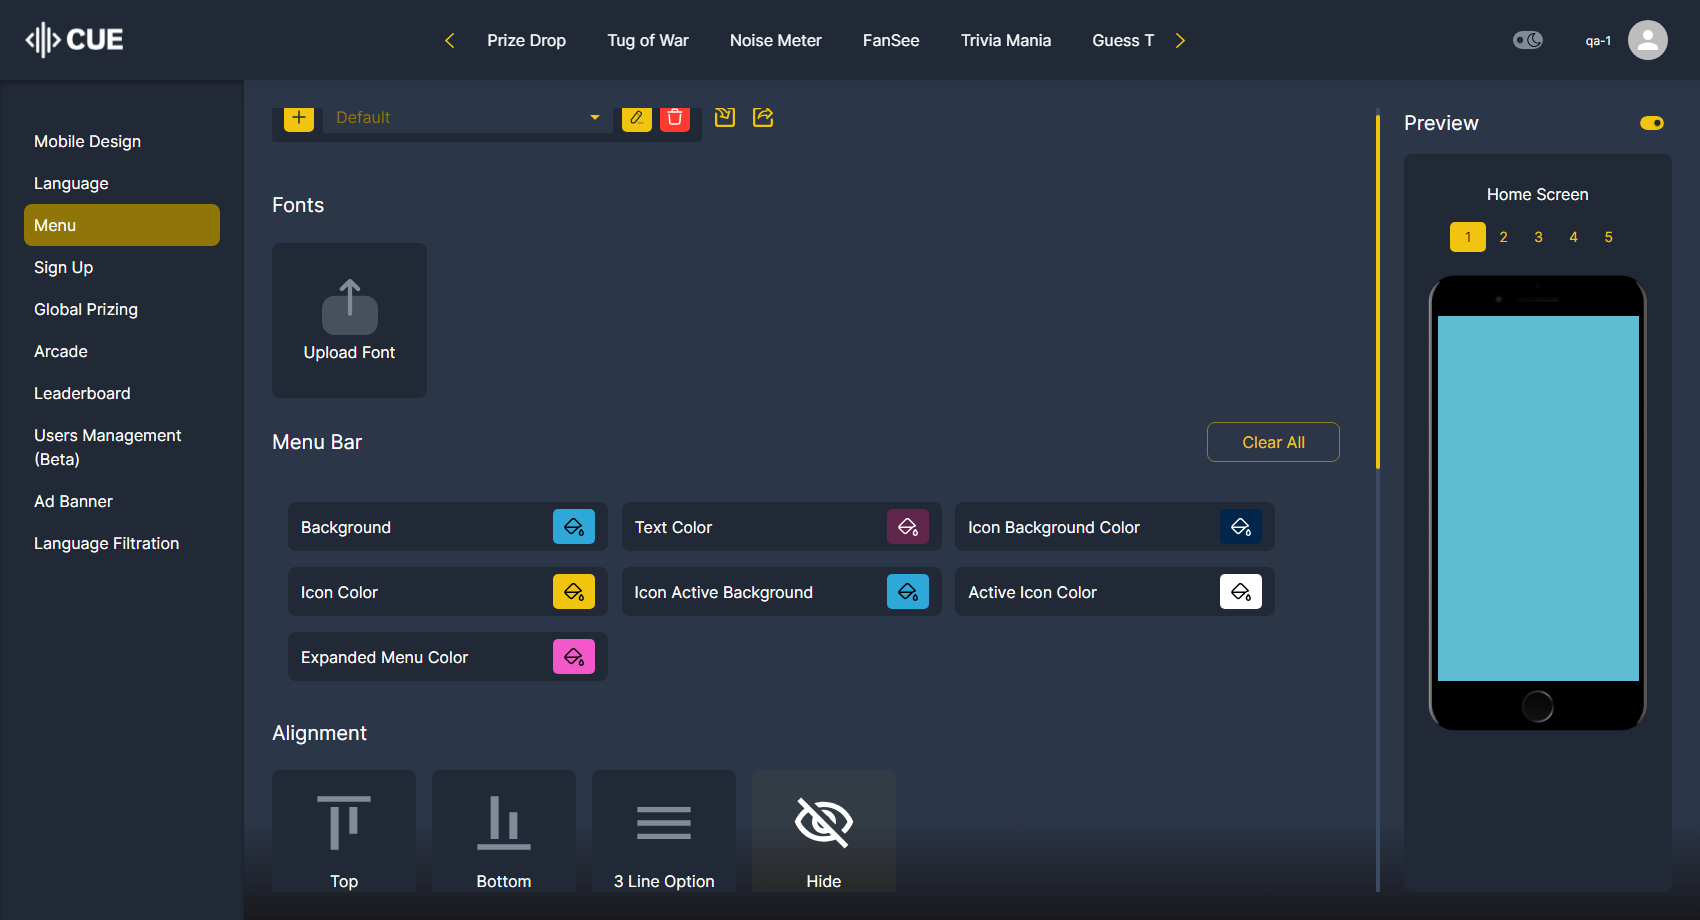 CUE
Prize Drop
Tug of War
Noise Meter
FanSee
Trivia Mania
Guess T
qa-1
Mobile Design
Language
Menu
Sign Up
Global Prizing
Arcade
Leaderboard
Users Management
(Beta)
Ad Banner
Language Filtration
Default
Fonts
Upload Font
Menu Bar
Clear All
Background
Text Color
Icon Background Color
Icon Color
Icon Active Background
Active Icon Color
Expanded Menu Color
Alignment
Top
Bottom
3 Line Option
Hide
Preview
Home Screen
1 2 3 4 5